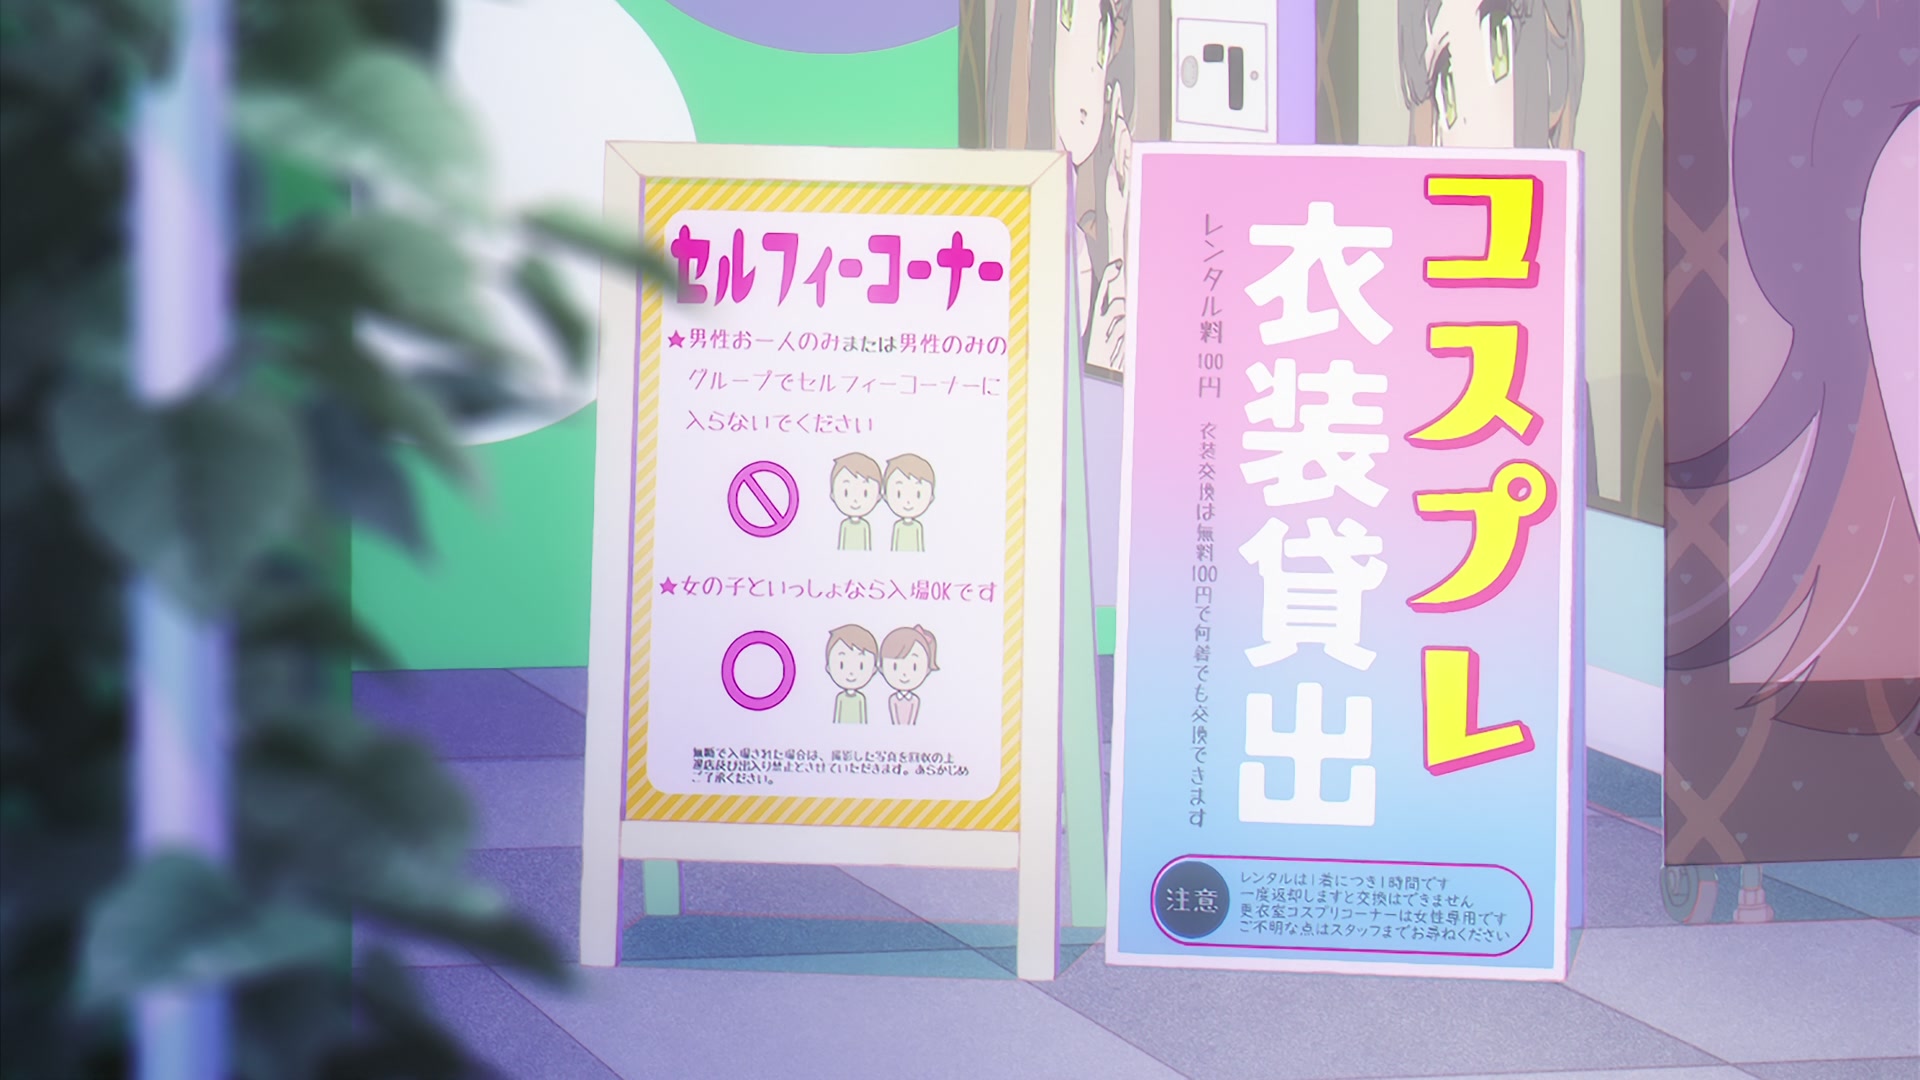 セルフィーコーナー
★男性お一人のみまたは男性のみの
グループでセルフィーコーナーに
入らないでください
★女の子といっしょなら入場OKです
無断で入場された場合は、撮影した写真を回収の上
退店及び出入り禁止とさせていただきます。あらかじめ
ご了承ください。
7
コスプレ
衣装貸出
レンタル料100円 衣装交換は無料100円で何着でも交換できます
注意
レンタルは1着につき1時間です
一度返却しますと交換はできません
更衣室コスプリコーナーは女性専用です
ご不明な点はスタッフまでお尋ねください